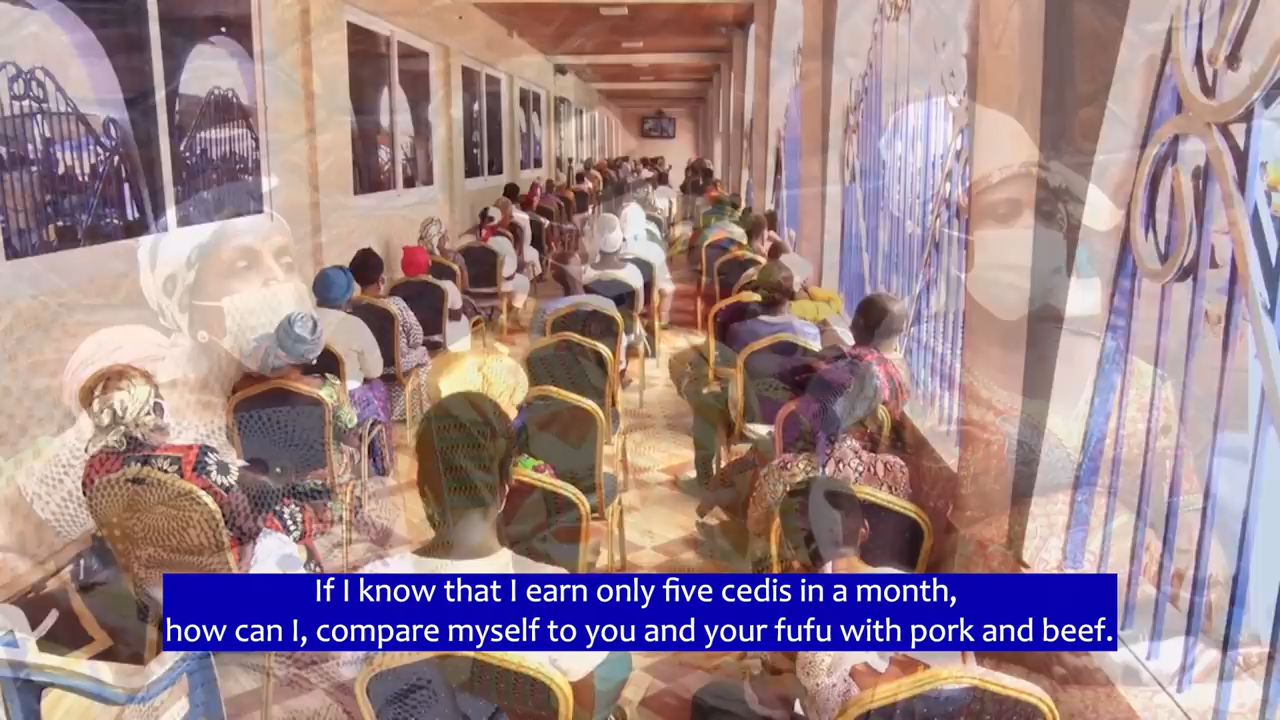 If I know that I earn only five cedis in a month,
how can I, compare myself to you and your fufu with pork and beef.